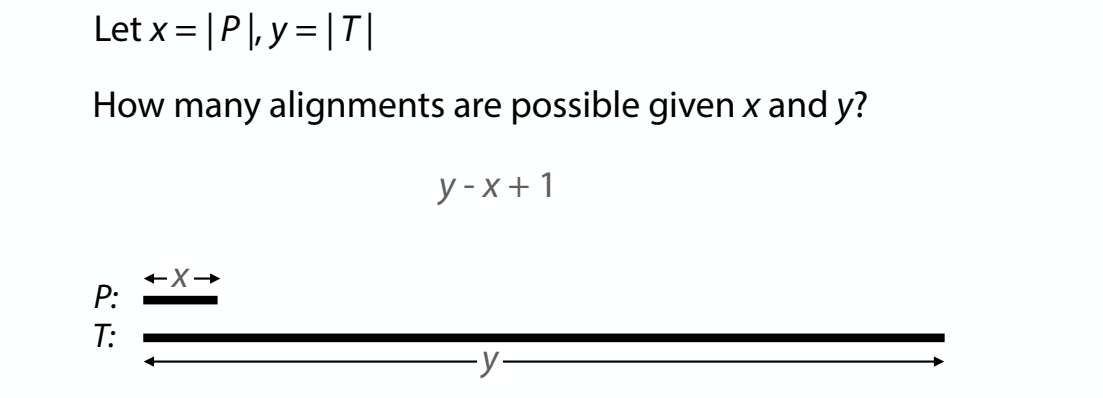 Let x = |P|, y = |T|
How many alignments are possible given x and y?
y - x + 1
x
P:
T:
y